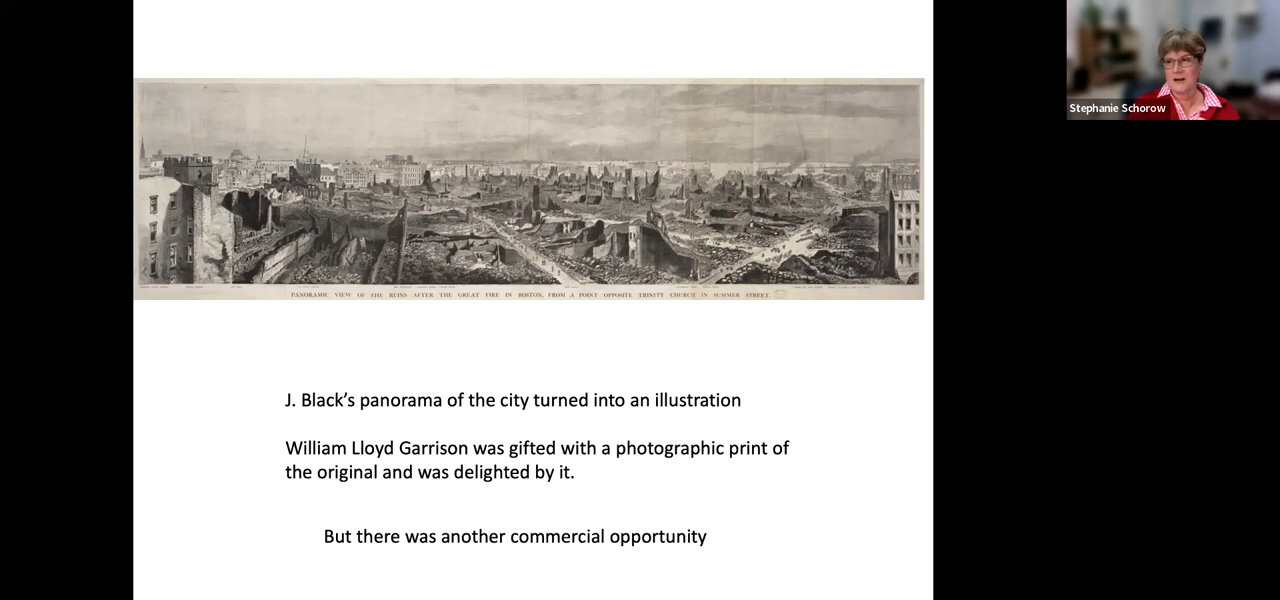 Stephanie Schorow
PANORAMIC VIEW OF THE RUINS AFTER THE GREAT FIRE IN BOSTON, FROM A POINT OPPOSITE TRINITY CHURCH IN SUMMER STREET.
J. Black’s panorama of the city turned into an illustration
William Lloyd Garrison was gifted with a photographic print of
the original and was delighted by it.
But there was another commercial opportunity